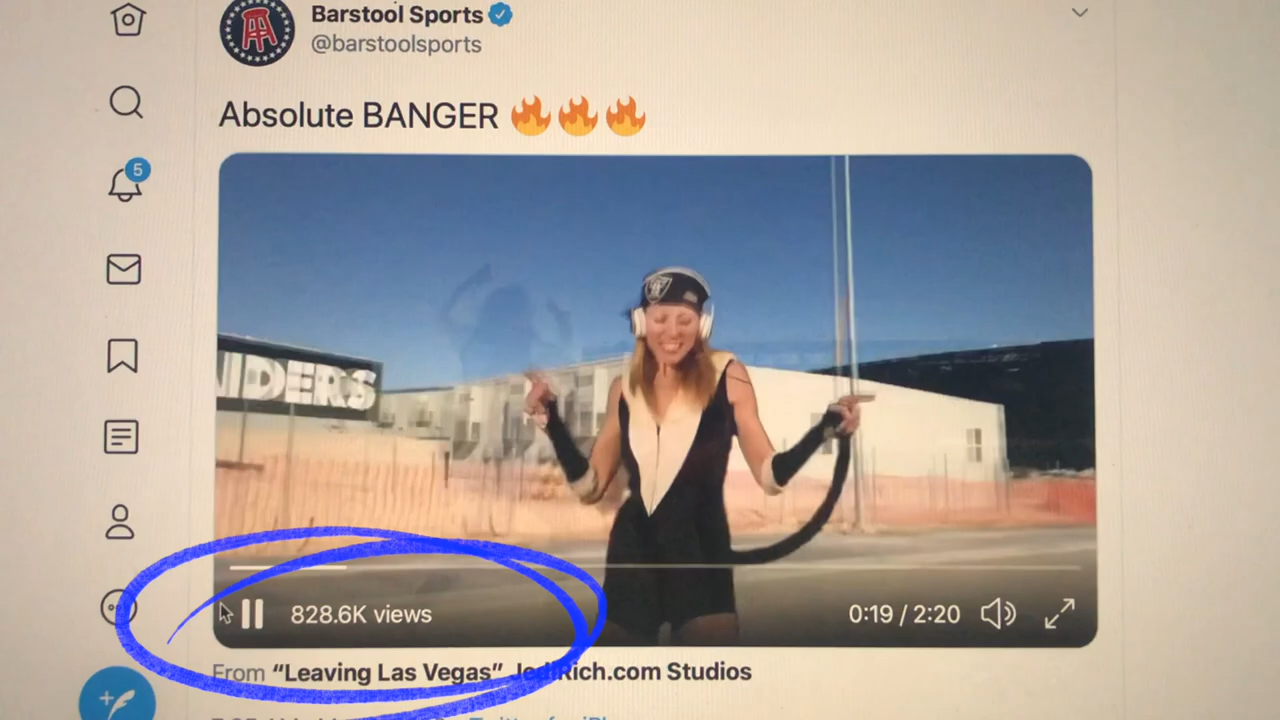 Barstool Sports
@barstoolsports
Absolute BANGER 🔥🔥🔥
5
IDERS
828.6K views
0:19 / 2:20
From “Leaving Las Vegas” JediRich.com Studios